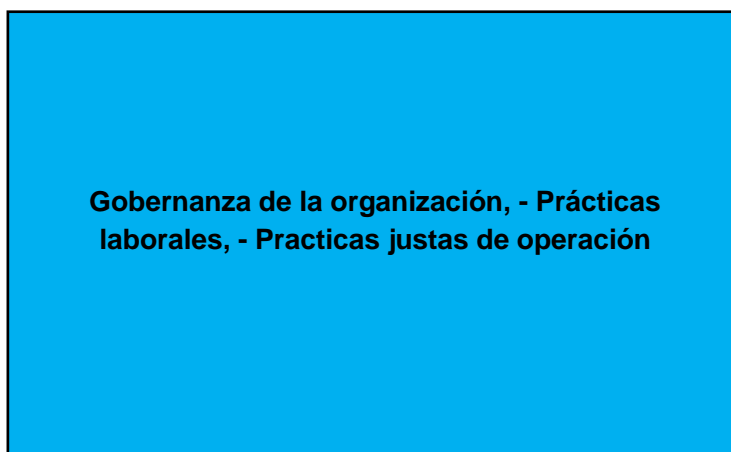 Gobernanza de la organización, - Prácticas
laborales, - Practicas justas de operación